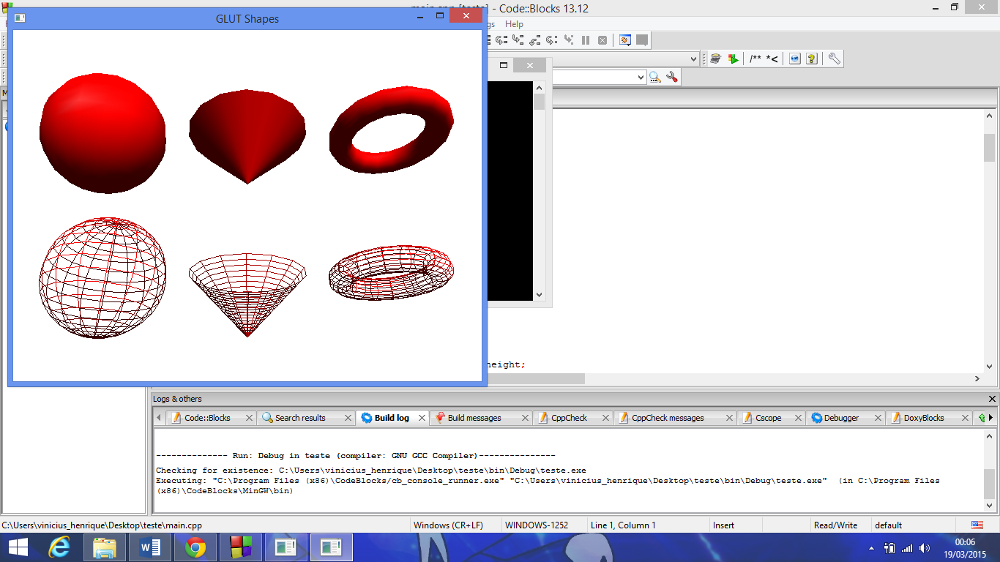 GLUT Shapes
main.cpp [teste] - Code::Blocks 13.12
Help
/** *<
height;
Logs & others
Code::Blocks
Search results
Build log
Build messages
CppCheck
CppCheck messages
Cscope
Debugger
DoxyBlocks
-------------- Run: Debug in teste (compiler: GNU GCC Compiler)---------------
Checking for existence: C:\Users\vinicius_henrique\Desktop\teste\bin\Debug\teste.exe
Executing: "C:\Program Files (x86)\CodeBlocks/cb_console_runner.exe" "C:\Users\vinicius_henrique\Desktop\teste\bin\Debug\teste.exe"  (in C:\Program Files
(x86)\CodeBlocks\MinGW\bin)
C:\Users\vinicius_henrique\Desktop\teste\main.cpp
Windows (CR+LF)
WINDOWS-1252
Line 1, Column 1
Insert
Read/Write
default
00:06
19/03/2015